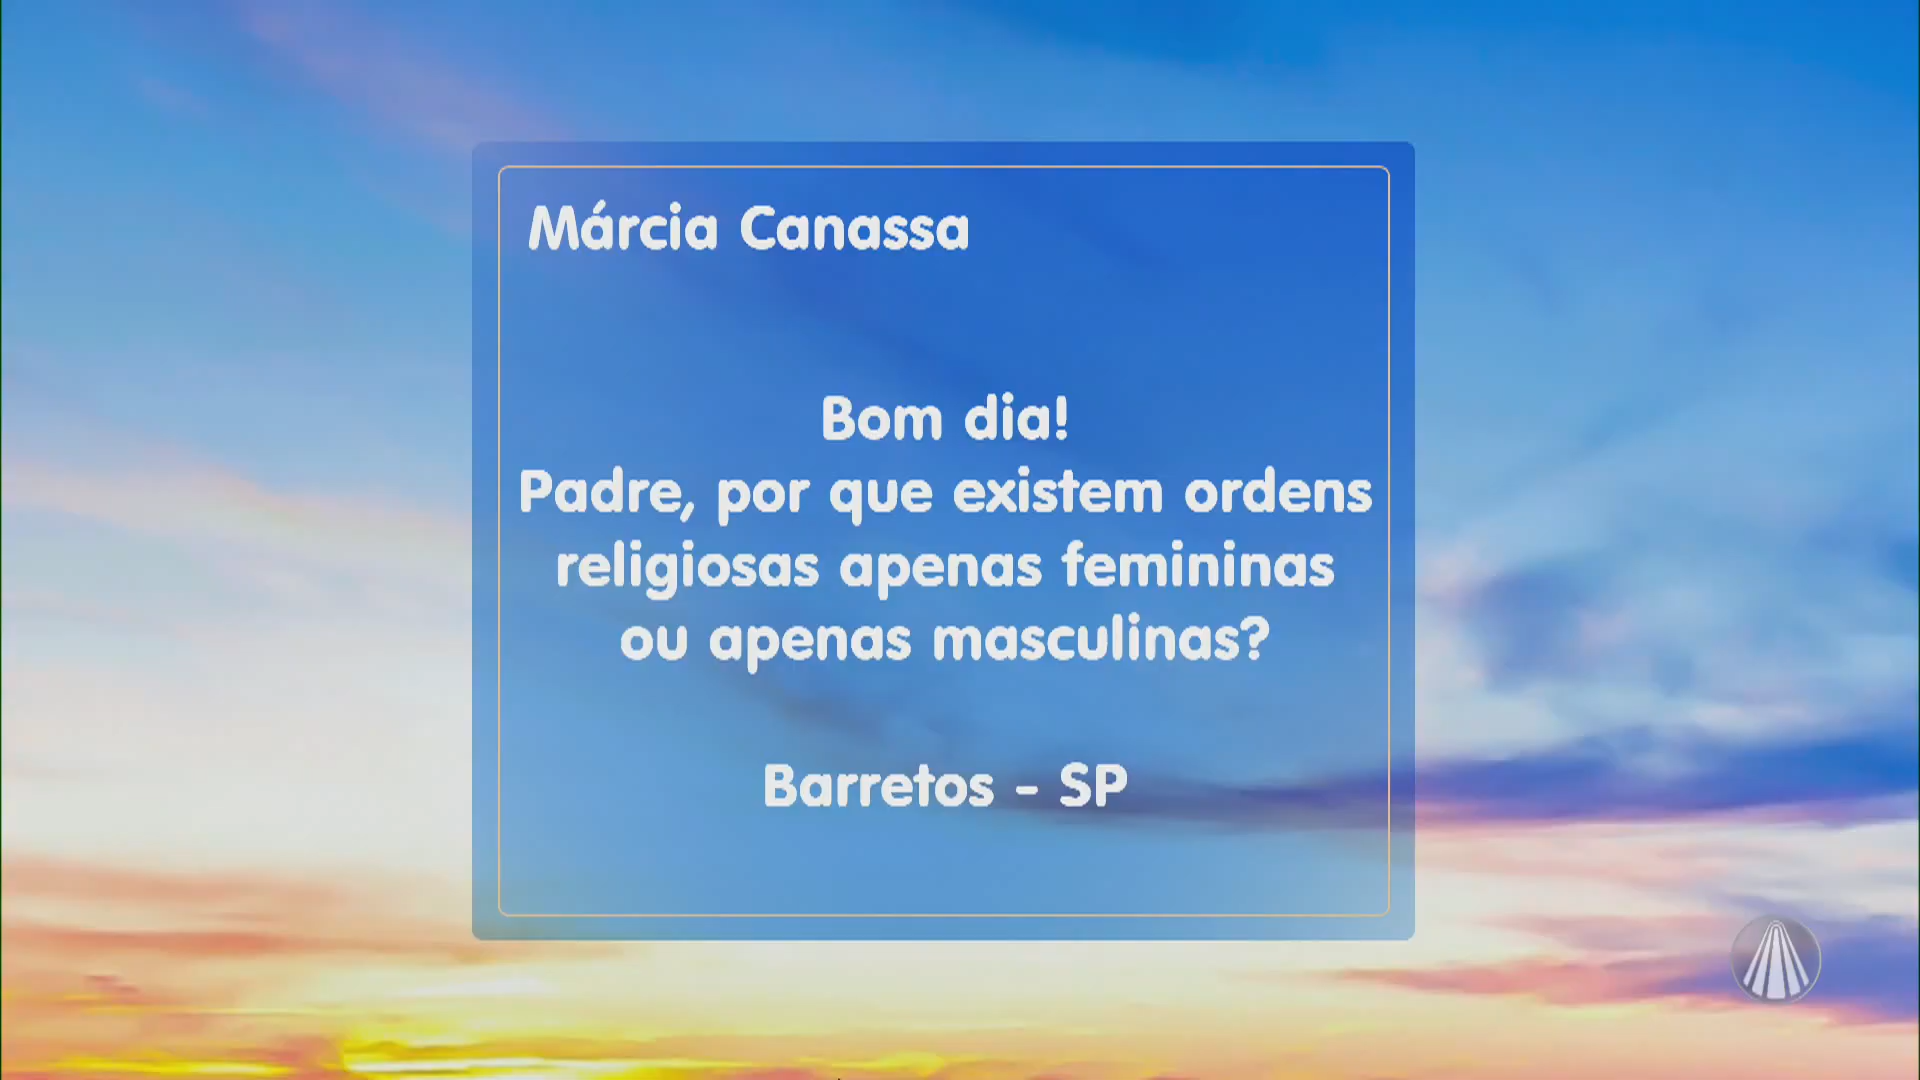 Márcia Canassa
Bom dia!
Padre, por que existem ordens
religiosas apenas femininas
ou apenas masculinas?
Barretos - SP